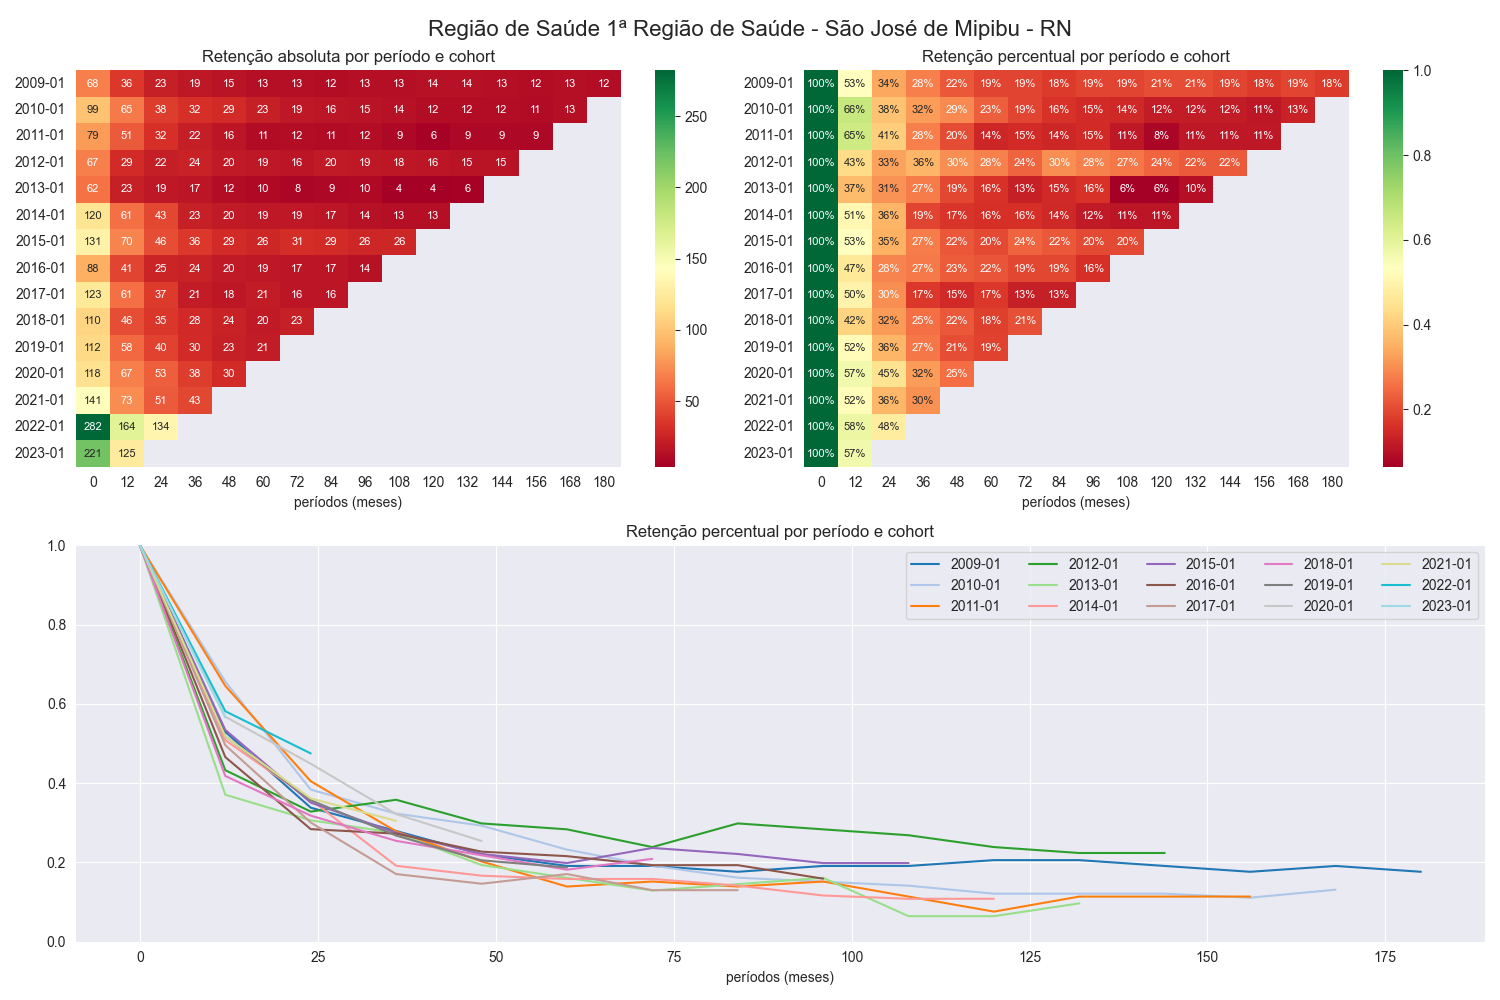 Região de Saúde 1ª Região de Saúde - São José de Mipibu - RN
Retenção absoluta por período e cohort
2009-01 68 36 23 19 15 13 13 12 13 13 14 14 13 12 13 12
2010-01 99 65 38 32 29 23 19 16 15 14 12 12 12 11 13
2011-01 79 51 32 22 16 11 12 11 12 9 6 9 9 9
2012-01 67 29 22 24 20 19 16 20 19 18 16 15 15
2013-01 62 23 19 17 12 10 8 9 10 4 4 6
2014-01 120 61 43 23 20 19 19 17 14 13 13
2015-01 131 70 46 36 29 26 31 29 26 26
2016-01 88 41 25 24 20 19 17 17 14
2017-01 123 61 37 21 18 21 16 16
2018-01 110 46 35 28 24 20 23
2019-01 112 58 40 30 23 21
2020-01 118 67 53 38 30
2021-01 141 73 51 43
2022-01 282 164 134
2023-01 221 125
0 12 24 36 48 60 72 84 96 108 120 132 144 156 168 180
períodos (meses)
250
200
150
100
50
Retenção percentual por período e cohort
2009-01 100% 53% 34% 28% 22% 19% 19% 18% 19% 19% 21% 21% 19% 18% 19% 18%
2010-01 100% 66% 38% 32% 29% 23% 19% 16% 15% 14% 12% 12% 12% 11% 13%
2011-01 100% 65% 41% 28% 20% 14% 15% 14% 15% 11% 8% 11% 11% 11%
2012-01 100% 43% 33% 36% 30% 28% 24% 30% 28% 27% 24% 22% 22%
2013-01 100% 37% 31% 27% 19% 16% 13% 15% 16% 6% 6% 10%
2014-01 100% 51% 36% 19% 17% 16% 16% 14% 12% 11% 11%
2015-01 100% 53% 35% 27% 22% 20% 24% 22% 20% 20%
2016-01 100% 47% 28% 27% 23% 22% 19% 19% 16%
2017-01 100% 50% 30% 17% 15% 17% 13% 13%
2018-01 100% 42% 32% 25% 22% 18% 21%
2019-01 100% 52% 36% 27% 21% 19%
2020-01 100% 57% 45% 32% 25%
2021-01 100% 52% 36% 30%
2022-01 100% 58% 48%
2023-01 100% 57%
0 12 24 36 48 60 72 84 96 108 120 132 144 156 168 180
períodos (meses)
1.0
0.8
0.6
0.4
0.2
Retenção percentual por período e cohort
1.0
0.8
0.6
0.4
0.2
0.0
2009-01 2012-01 2015-01 2018-01 2021-01
2010-01 2013-01 2016-01 2019-01 2022-01
2011-01 2014-01 2017-01 2020-01 2023-01
0 25 50 75 100 125 150 175
períodos (meses)